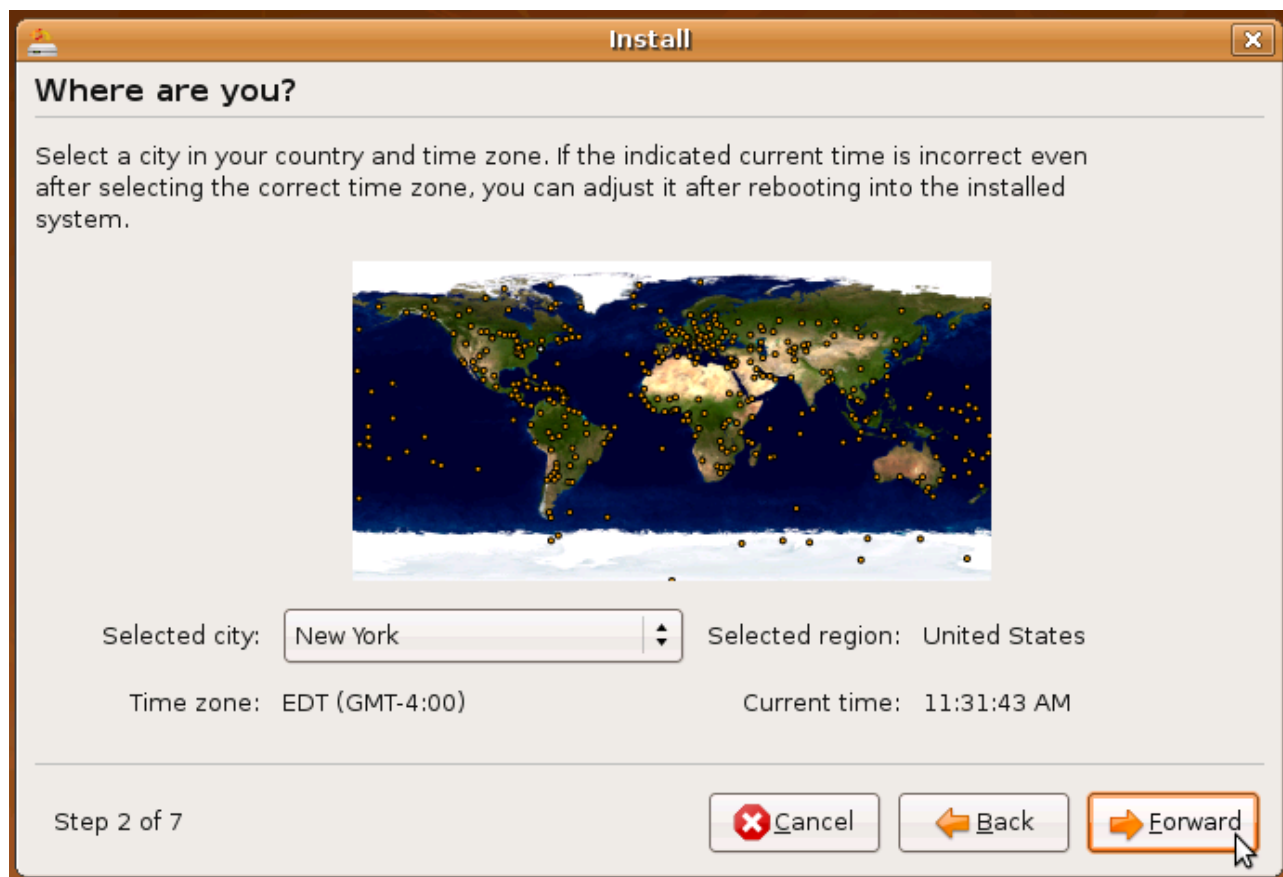 Install
Where are you?
Select a city in your country and time zone. If the indicated current time is incorrect even
after selecting the correct time zone, you can adjust it after rebooting into the installed
system.
Selected city: New York Selected region: United States
Time zone: EDT (GMT-4:00) Current time: 11:31:43 AM
Step 2 of 7 Cancel Back Forward